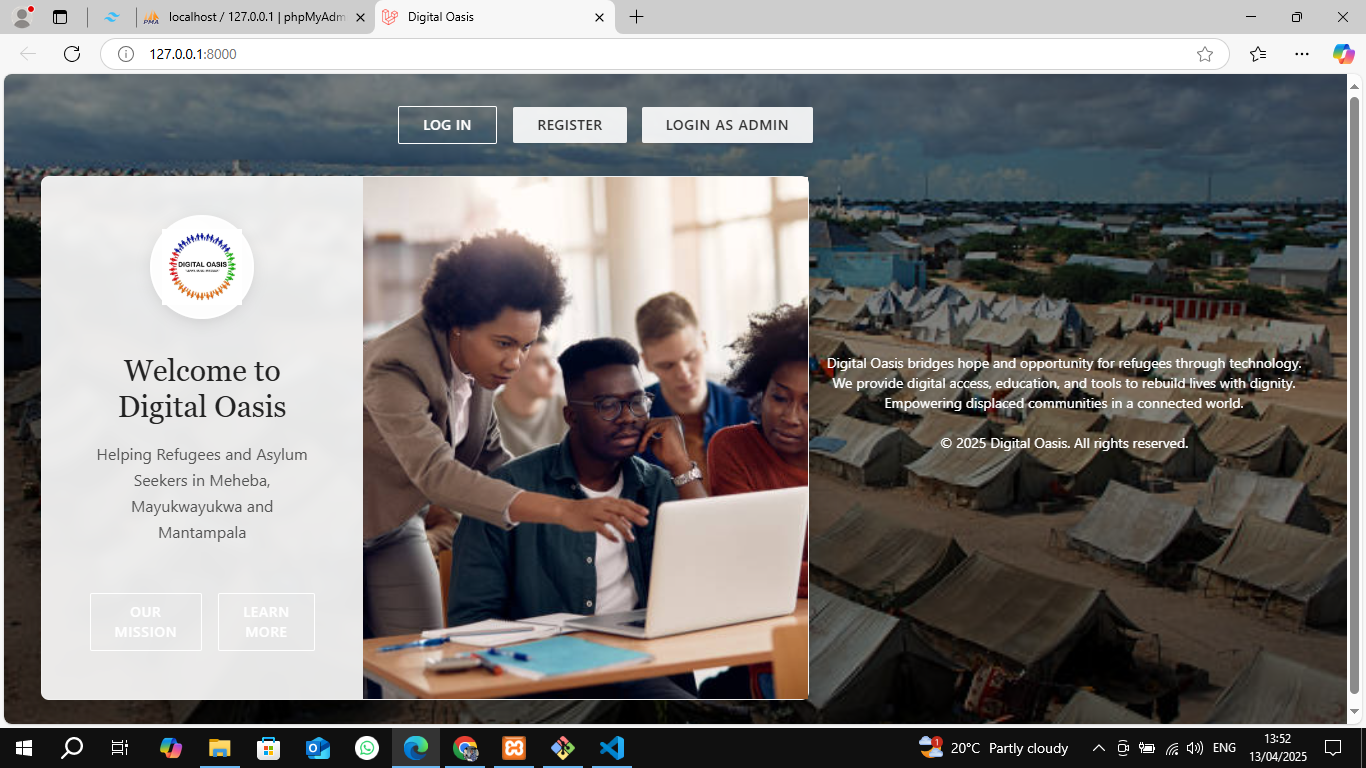 localhost / 127.0.0.1 | phpMyAdm
Digital Oasis
127.0.0.1:8000
LOG IN
REGISTER
LOGIN AS ADMIN
DIGITAL OASIS
Welcome to
Digital Oasis
Helping Refugees and Asylum
Seekers in Meheba,
Mayukwayukwa and
Mantampala
OUR
MISSION
LEARN
MORE
Digital Oasis bridges hope and opportunity for refugees through technology.
We provide digital access, education, and tools to rebuild lives with dignity.
Empowering displaced communities in a connected world.
© 2025 Digital Oasis. All rights reserved.
1
20°C Partly cloudy
ENG
13:52
13/04/2025